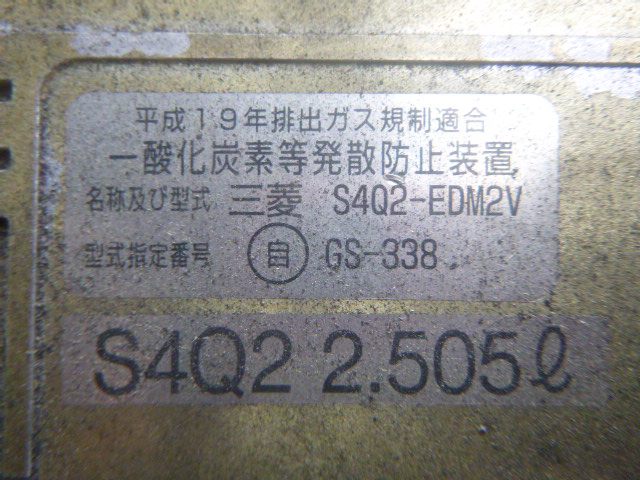 平成19年排出ガス規制適合
一酸化炭素等発散防止装置
名称及び型式 三菱 S4Q2-EDM2V
型式指定番号 自 GS-338
S4Q2 2.505ℓ